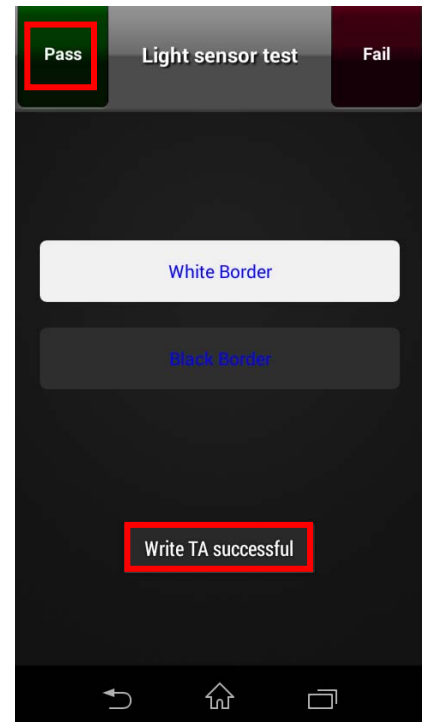 Pass Light sensor test Fail
White Border
Black Border
Write TA successful